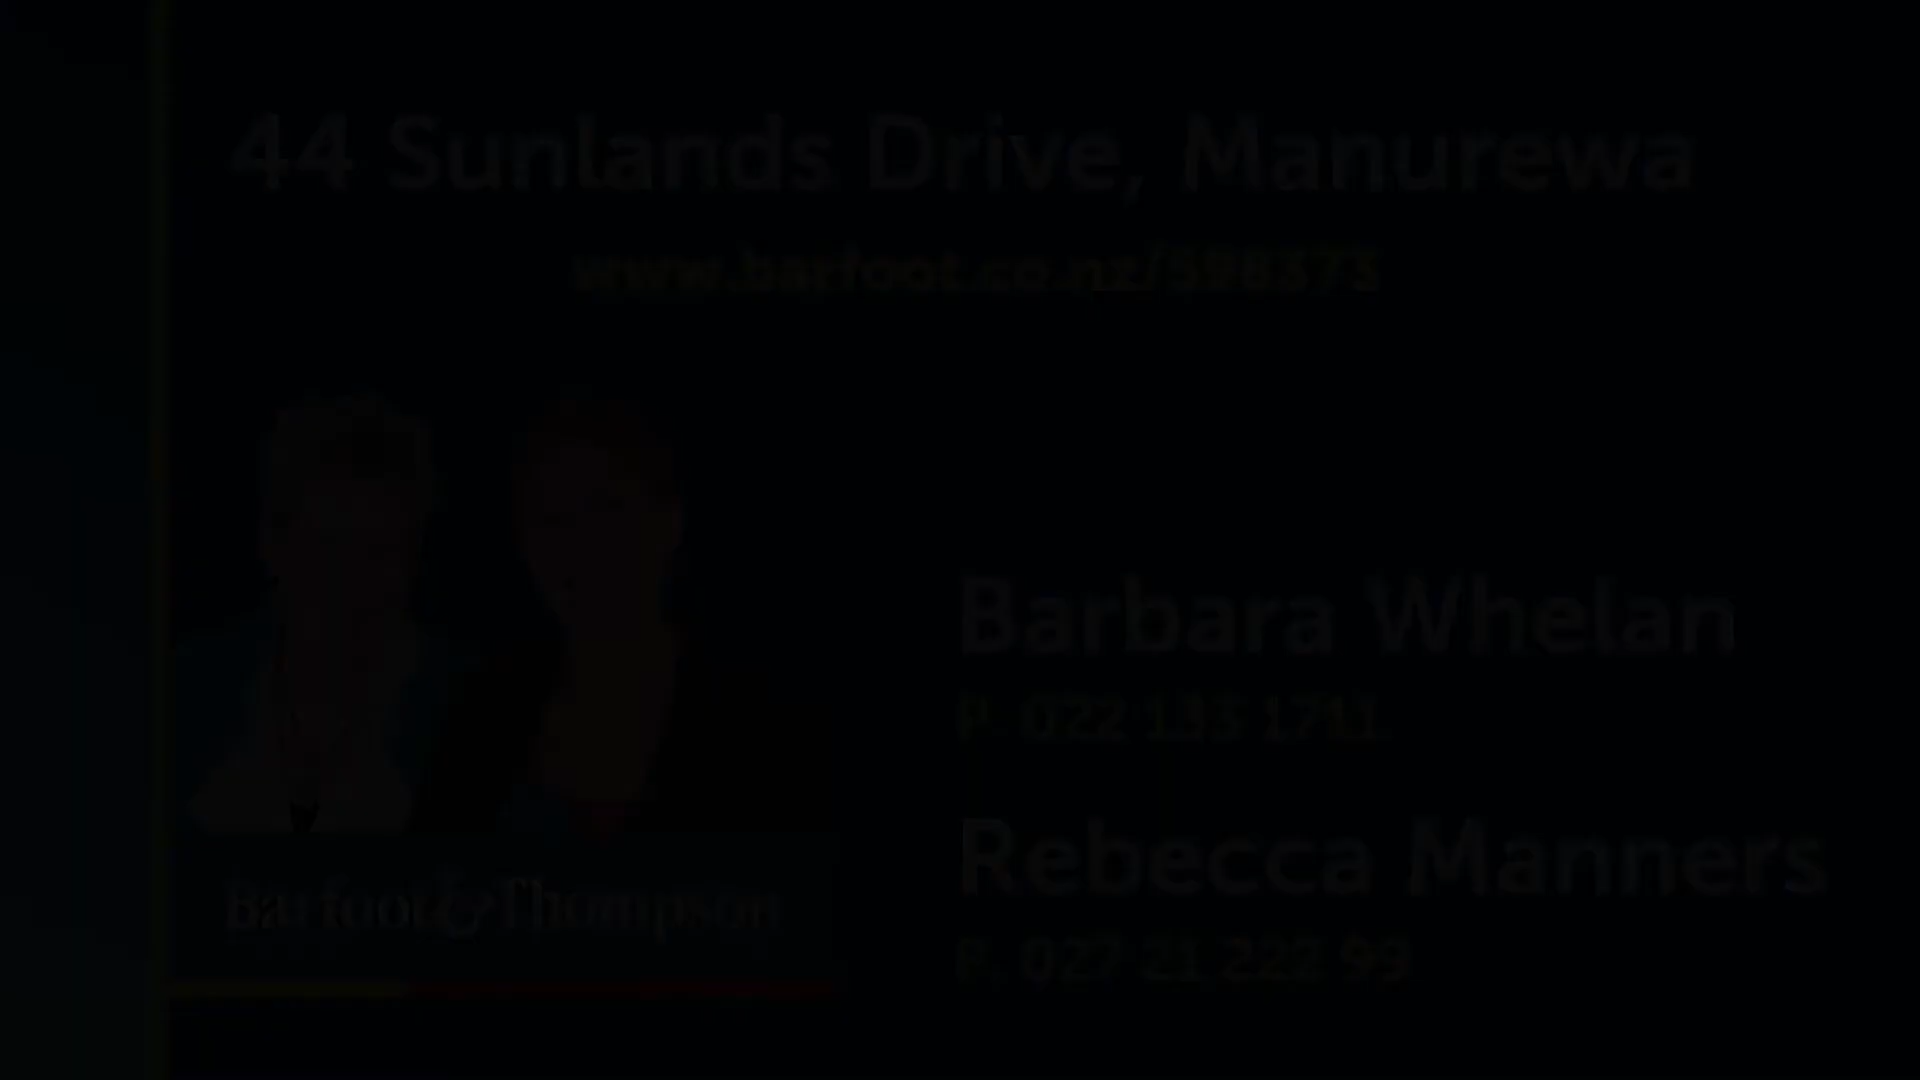 44 Sunlands Drive, Manurewa
www.barfoot.co.nz/598373
Barbara Whelan
P. 022 135 1711
Rebecca Manners
P. 027 21 222 99
Barfoot&Thompson